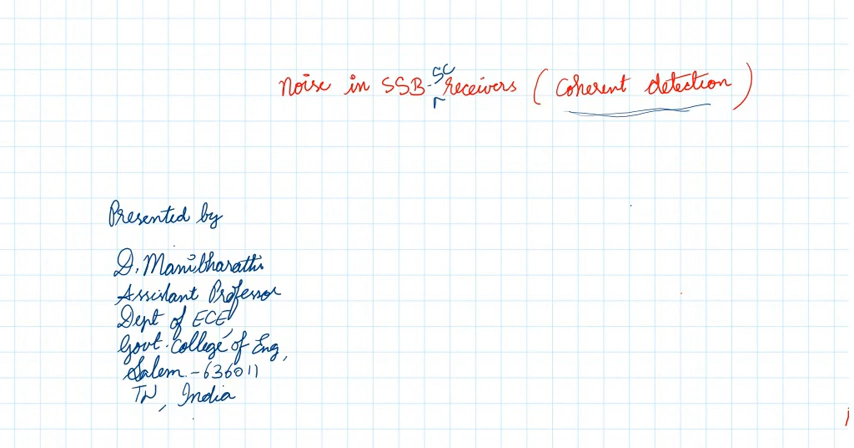 Noise in SSB-SC receivers (Coherent detection)
Presented by
D. Manibharathi
Assistant Professor
Dept of ECE
Govt. College of Eng,
Salem - 636011
TN, India